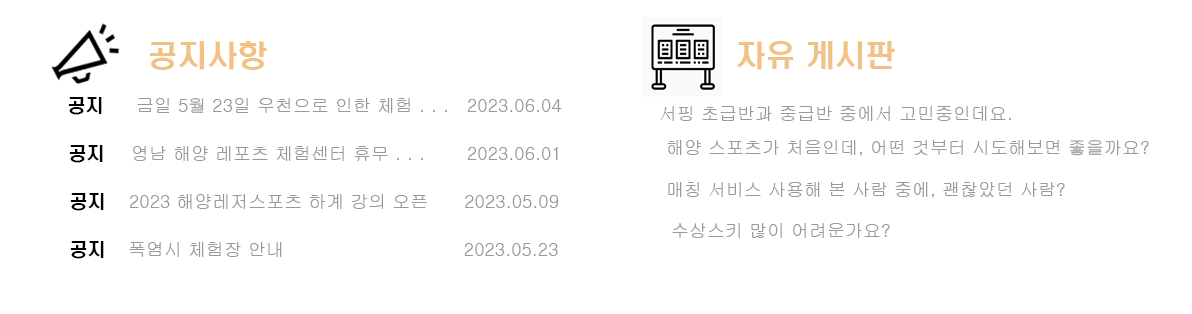 공지사항
공지 금일 5월 23일 우천으로 인한 체험 . . . 2023.06.04
공지 영남 해양 레포츠 체험센터 휴무 . . . 2023.06.01
공지 2023 해양레저스포츠 하계 강의 오픈 2023.05.09
공지 폭염시 체험장 안내 2023.05.23
자유 게시판
서핑 초급반과 중급반 중에서 고민중인데요.
해양 스포츠가 처음인데, 어떤 것부터 시도해보면 좋을까요?
매칭 서비스 사용해 본 사람 중에, 괜찮았던 사람?
수상스키 많이 어려운가요?